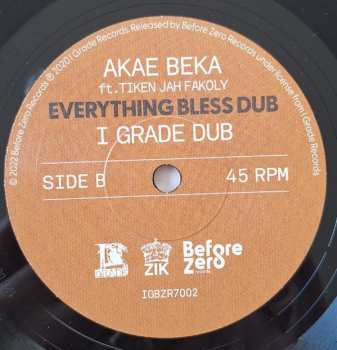 AKAE BEKA
ft. TIKEN JAH FAKOLY
EVERYTHING BLESS DUB
I GRADE DUB
SIDE B
45 RPM
ZIK
Before
Zero
IGBZR7002
© 2022 Before Zero Records ℗ 2020 I Grade Records Released by Before Zero Records under license from I Grade Records